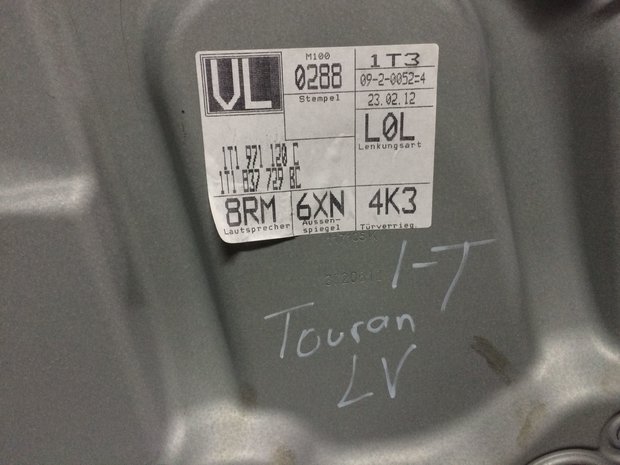 VL
M100
0288
Stempel
1T3
09-2-0052=4
23.02.12
L0L
Lenkungsart
1T1 971 120 C
1T1 837 729 BC
8RM
Lautsprecher
6XN
Aussen-
spiegel
4K3
Türverrieg.
1-T
Touran
LV